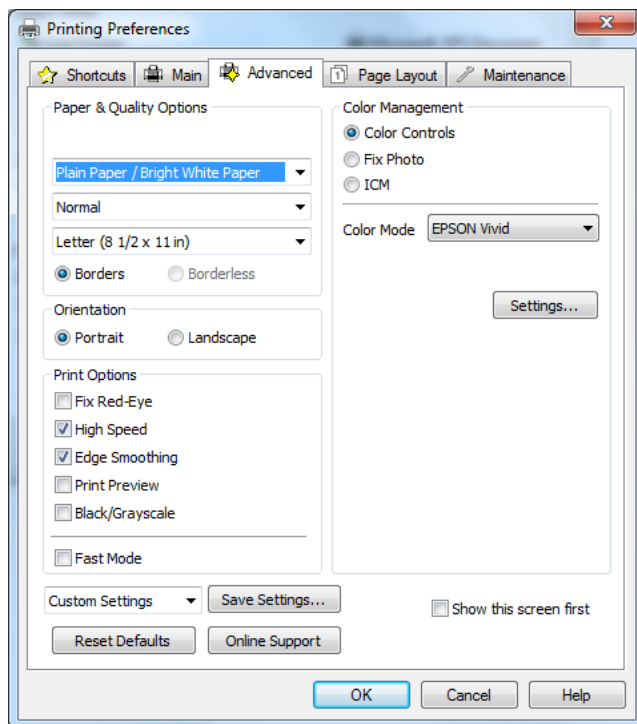 Printing Preferences
Shortcuts
Main
Advanced
1
Page Layout
Maintenance
Paper & Quality Options
Plain Paper / Bright White Paper
Normal
Letter (8 1/2 x 11 in)
Borders
Borderless
Orientation
Portrait
Landscape
Print Options
Fix Red-Eye
High Speed
Edge Smoothing
Print Preview
Black/Grayscale
Fast Mode
Color Management
Color Controls
Fix Photo
ICM
Color Mode
EPSON Vivid
Settings...
Custom Settings
Save Settings...
Show this screen first
Reset Defaults
Online Support
OK
Cancel
Help